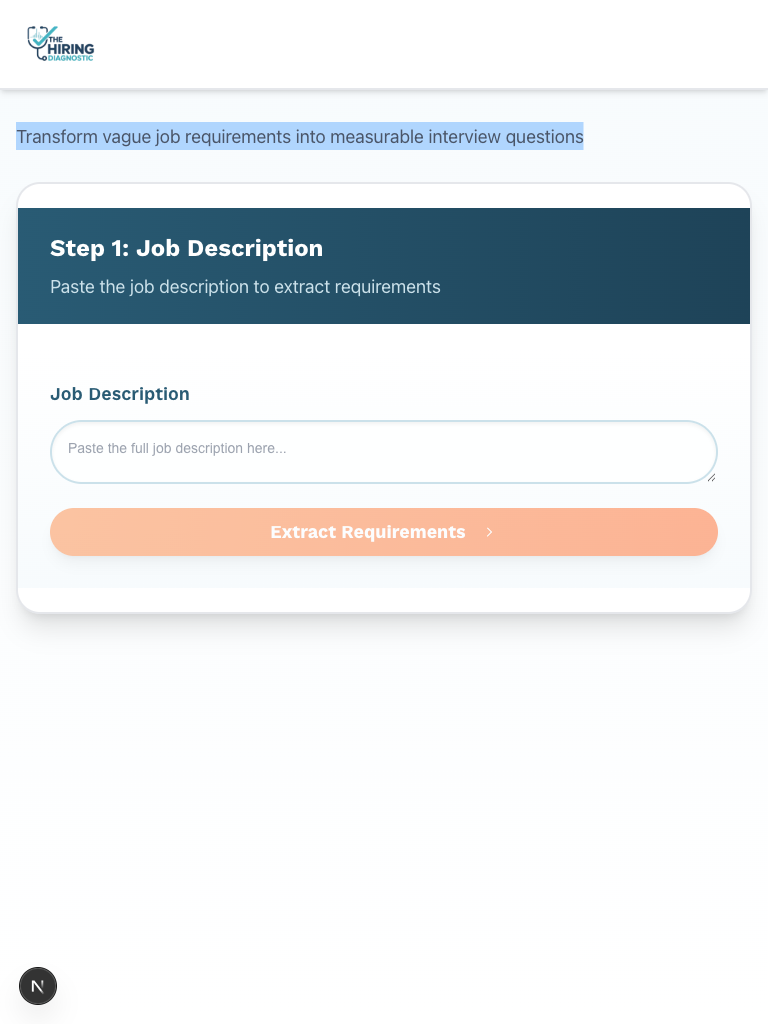 THE
HIRING
DIAGNOSTIC
Transform vague job requirements into measurable interview questions
Step 1: Job Description
Paste the job description to extract requirements
Job Description
Paste the full job description here...
Extract Requirements
N